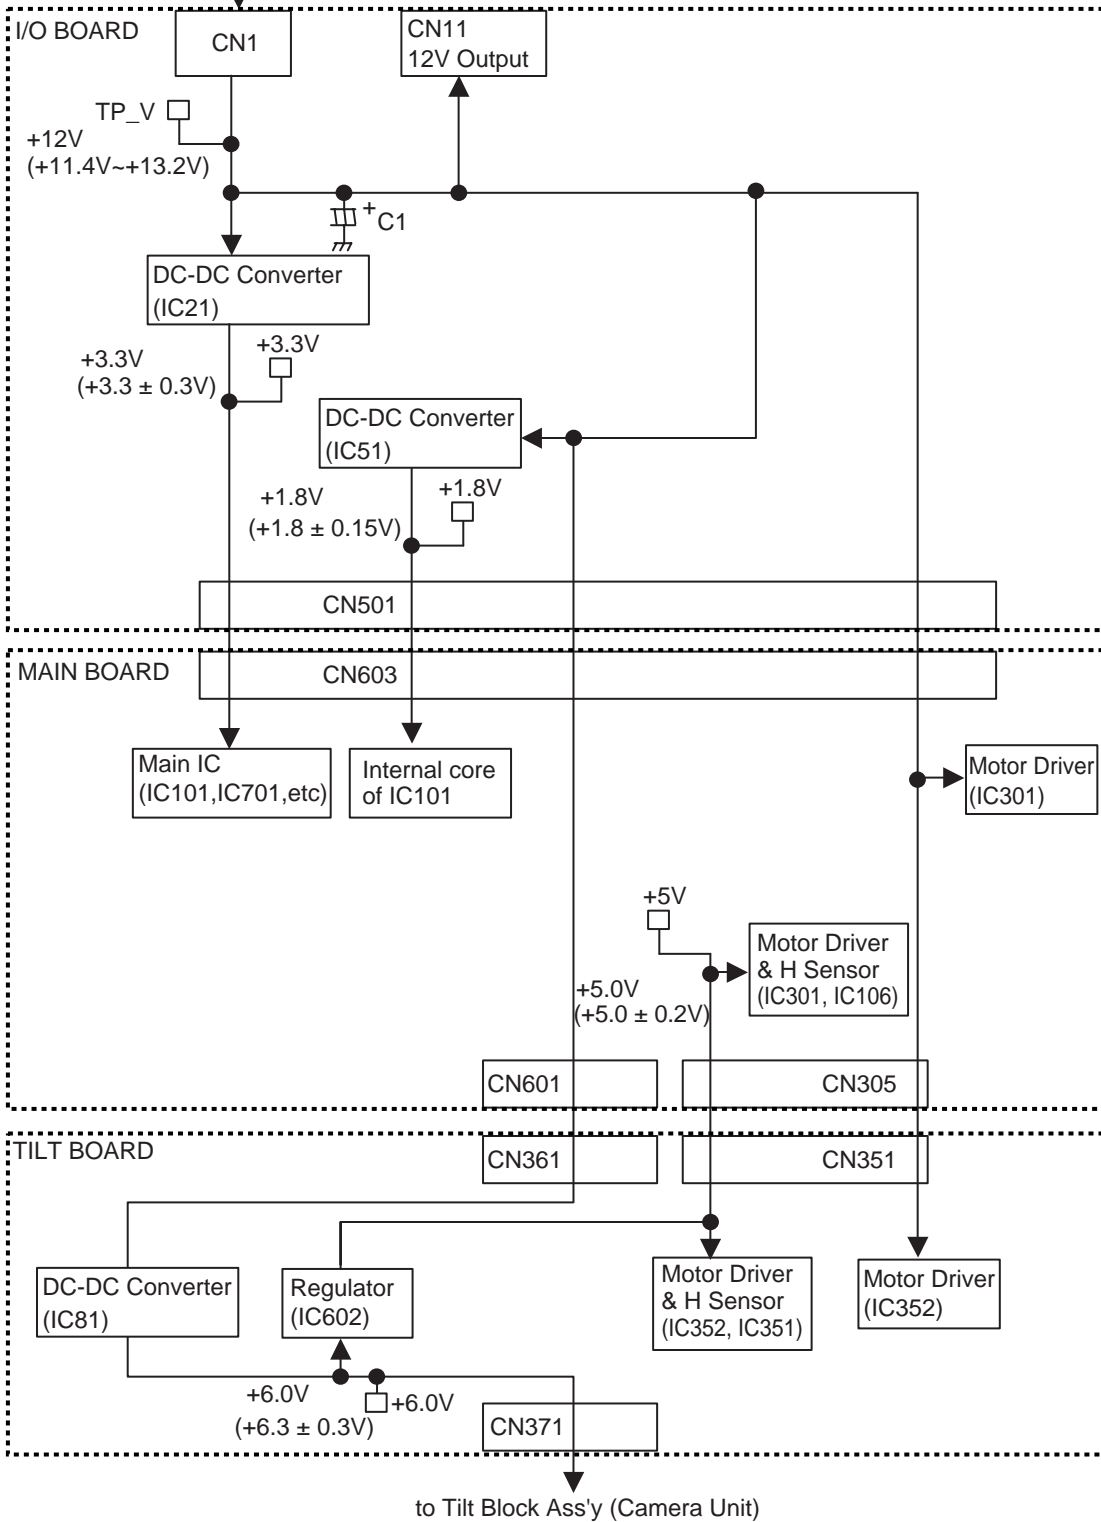 I/O BOARD
CN1
CN11
12V Output
TP_V
+12V
(+11.4V~+13.2V)
+
C1
DC-DC Converter
(IC21)
+3.3V
+3.3V
(+3.3 ± 0.3V)
DC-DC Converter
(IC51)
+1.8V
+1.8V
(+1.8 ± 0.15V)
CN501
MAIN BOARD
CN603
Main IC
(IC101,IC701,etc)
Internal core
of IC101
Motor Driver
(IC301)
+5V
Motor Driver
& H Sensor
(IC301, IC106)
+5.0V
(+5.0 ± 0.2V)
CN601
CN305
TILT BOARD
CN361
CN351
DC-DC Converter
(IC81)
Regulator
(IC602)
Motor Driver
& H Sensor
(IC352, IC351)
Motor Driver
(IC352)
+6.0V
+6.0V
(+6.3 ± 0.3V)
CN371
to Tilt Block Ass'y (Camera Unit)